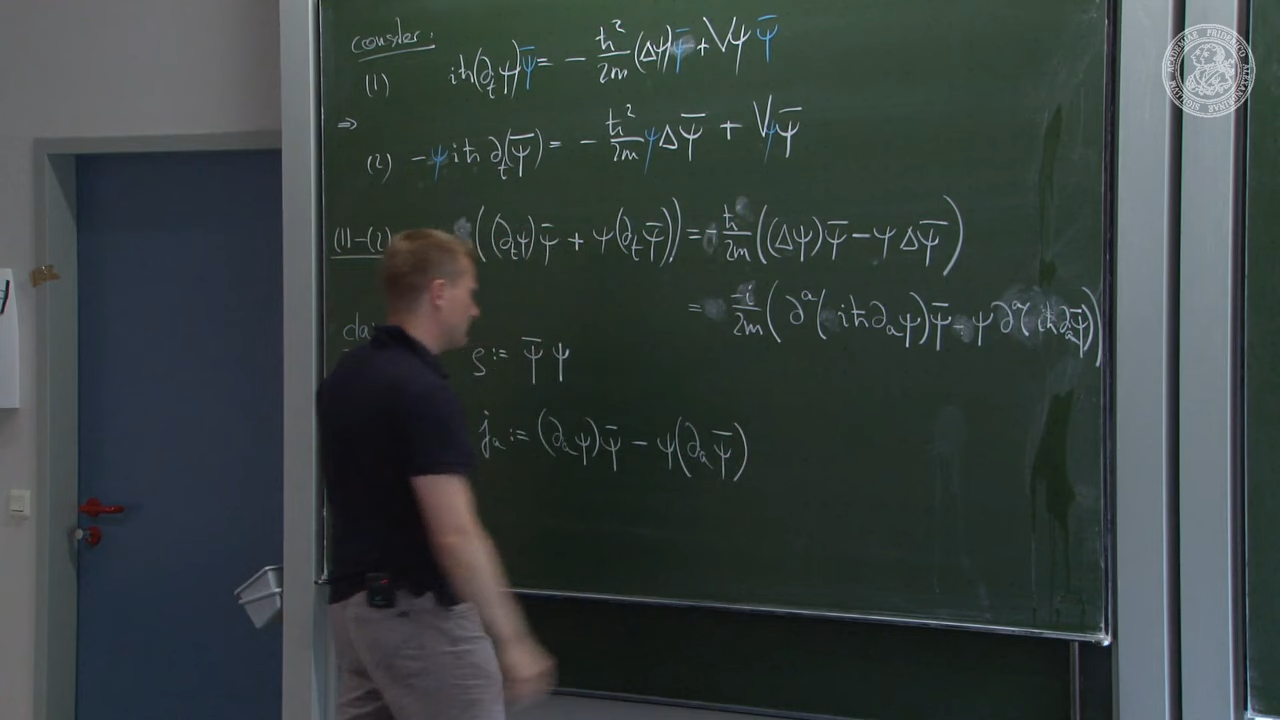 consider:
(1) iħ(∂ₜψ)ψ̄ = − ħ²/2m (Δψ)ψ̄ + Vψψ̄
⇒
(2) −ψiħ ∂ₜ(ψ̄) = − ħ²/2m ψΔψ̄ + Vψψ̄
(1)−(2) ((∂ₜψ)ψ̄ + ψ(∂ₜψ̄)) = − ħ/2m ((Δψ)ψ̄ − ψΔψ̄)
= −i/2m (∂ᵃ(iħ∂ₐψ)ψ̄ − ψ∂ᵃ(iħ∂ₐψ̄))
ρ := ψ̄ψ
jₐ := (∂ₐψ)ψ̄ − ψ(∂ₐψ̄)